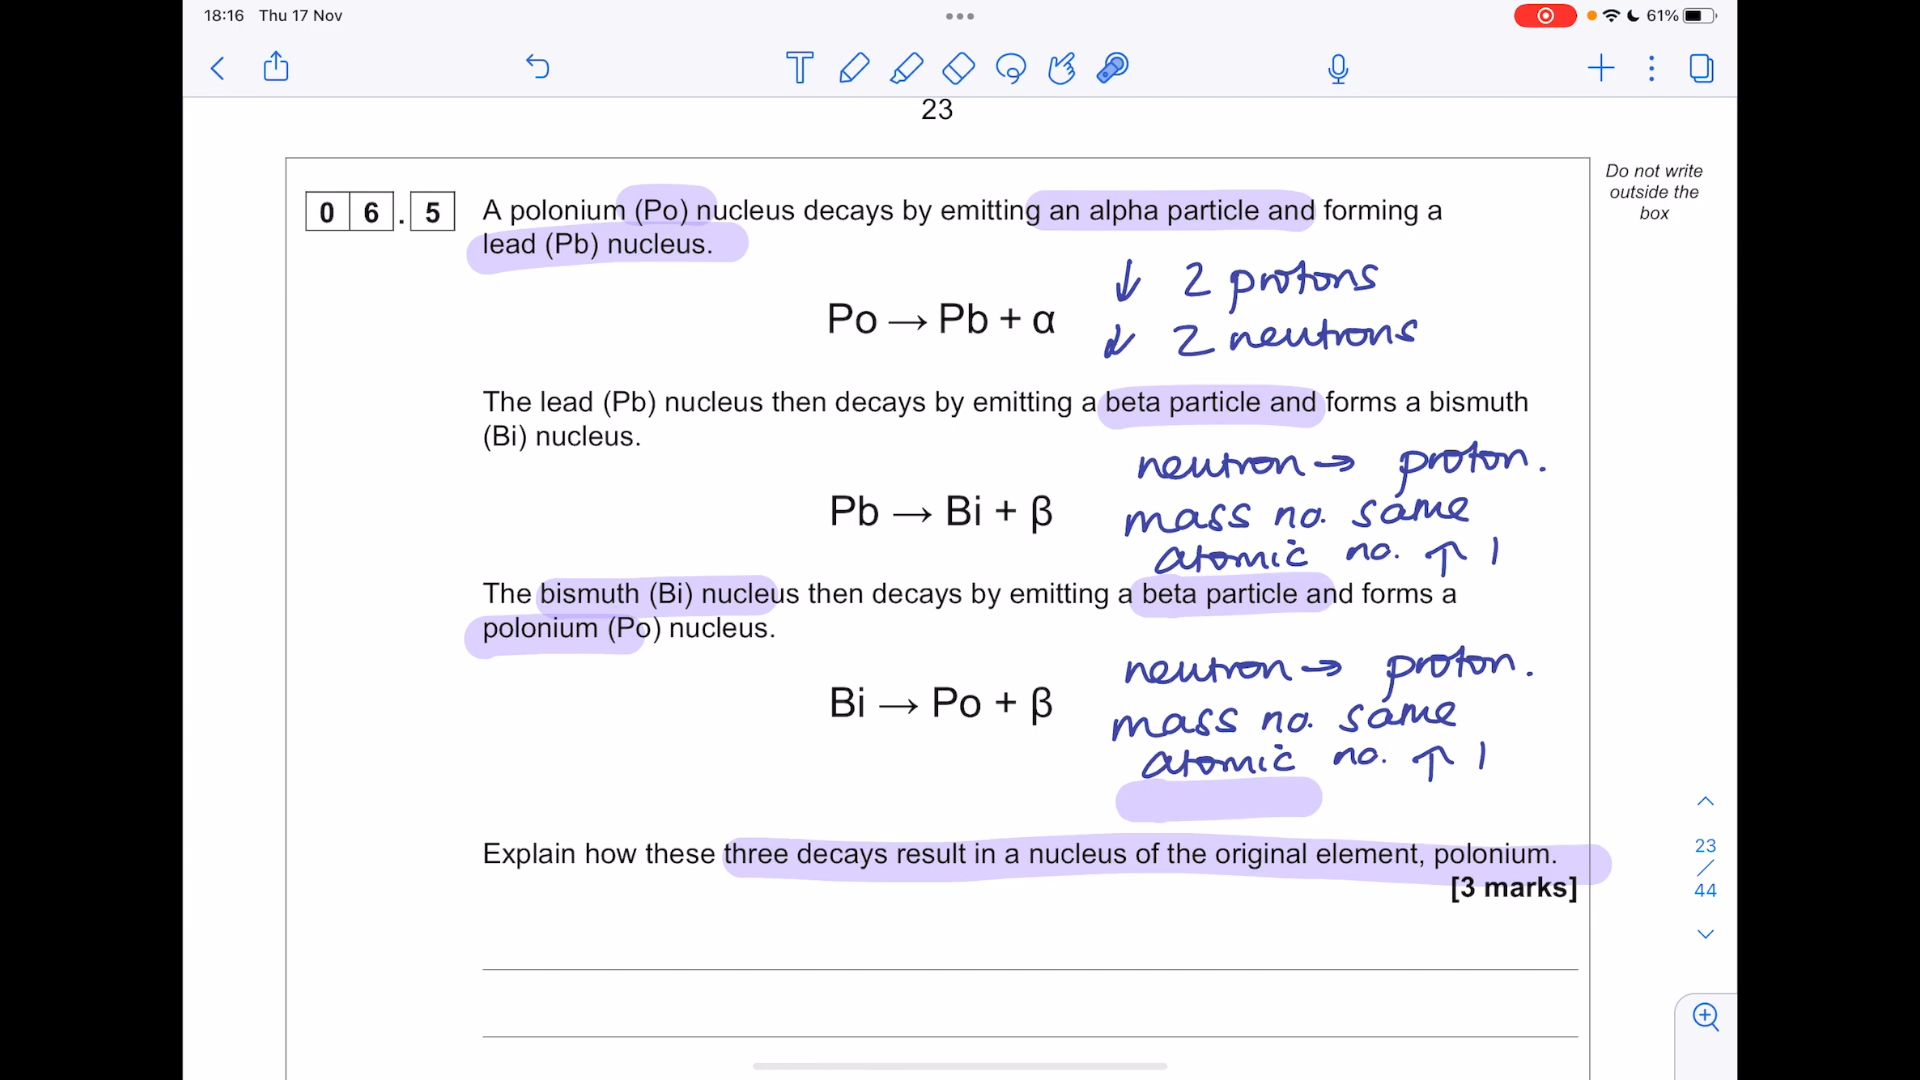 18:16 Thu 17 Nov
61%
23
Do not write
outside the
box
0 6 . 5
A polonium (Po) nucleus decays by emitting an alpha particle and forming a
lead (Pb) nucleus.
↓ 2 protons
Po → Pb + α
↓ 2 neutrons
The lead (Pb) nucleus then decays by emitting a beta particle and forms a bismuth
(Bi) nucleus.
neutron → proton.
Pb → Bi + β
mass no. same
atomic no. ↑ 1
The bismuth (Bi) nucleus then decays by emitting a beta particle and forms a
polonium (Po) nucleus.
neutron → proton.
Bi → Po + β
mass no. same
atomic no. ↑ 1
Explain how these three decays result in a nucleus of the original element, polonium.
[3 marks]
23
/
44